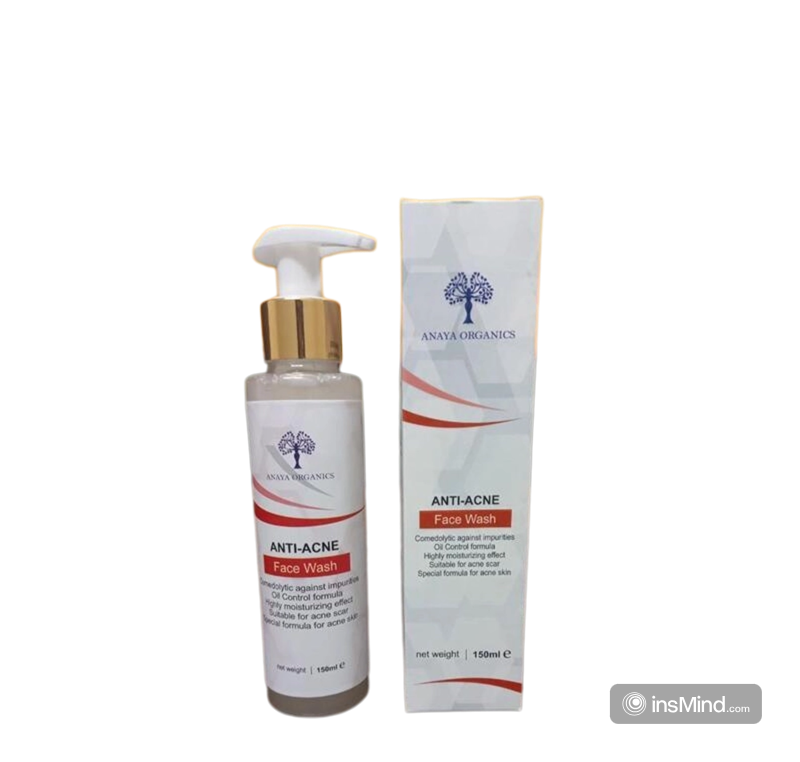 ANAYA ORGANICS
ANTI-ACNE
Face Wash
Comedolytic against impurities
Oil Control formula
Highly moisturizing effect
Suitable for acne scar
Special formula for acne skin
net weight | 150ml e
ANAYA ORGANICS
ANTI-ACNE
Face Wash
Comedolytic against impurities
Oil Control formula
Highly moisturizing effect
Suitable for acne scar
Special formula for acne skin
net weight | 150ml e
insMind.com